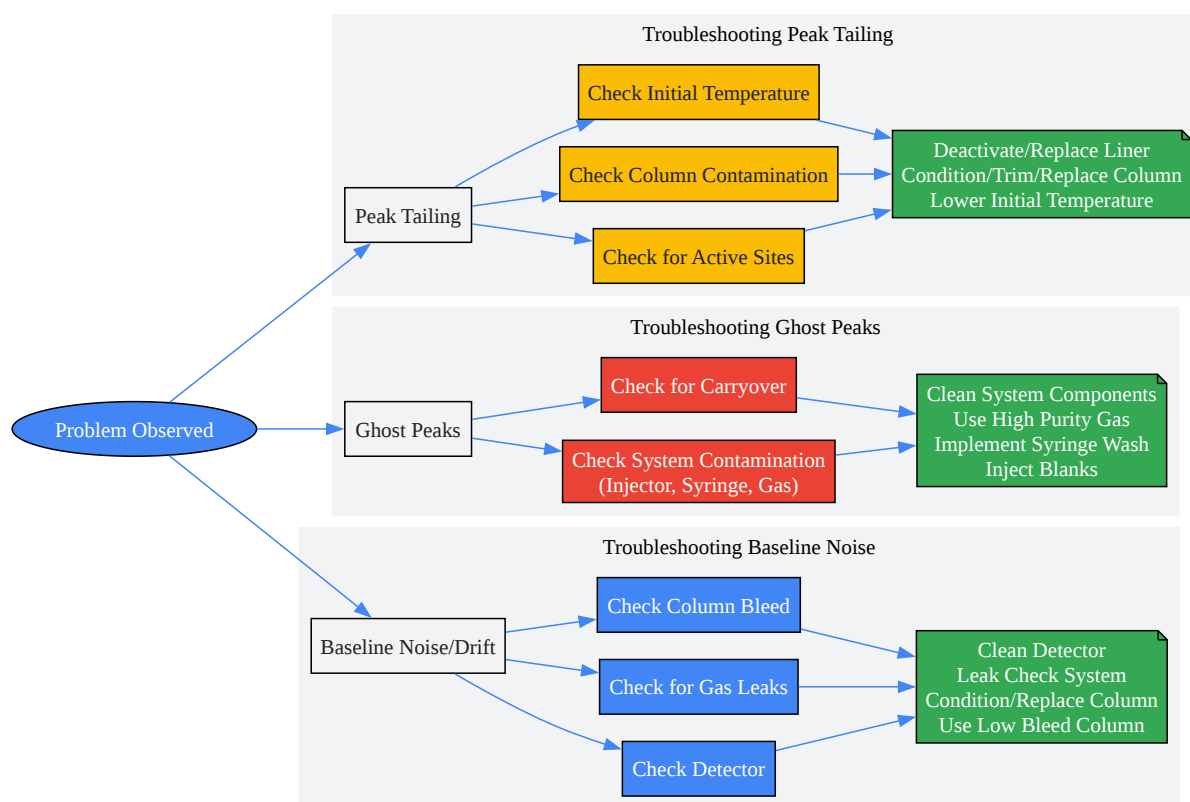 Troubleshooting Peak Tailing
Check Initial Temperature
Check Column Contamination
Check for Active Sites
Peak Tailing
Deactivate/Replace Liner
Condition/Trim/Replace Column
Lower Initial Temperature
Troubleshooting Ghost Peaks
Problem Observed
Ghost Peaks
Check for Carryover
Check System Contamination
(Injector, Syringe, Gas)
Clean System Components
Use High Purity Gas
Implement Syringe Wash
Inject Blanks
Troubleshooting Baseline Noise
Baseline Noise/Drift
Check Column Bleed
Check for Gas Leaks
Check Detector
Clean Detector
Leak Check System
Condition/Replace Column
Use Low Bleed Column